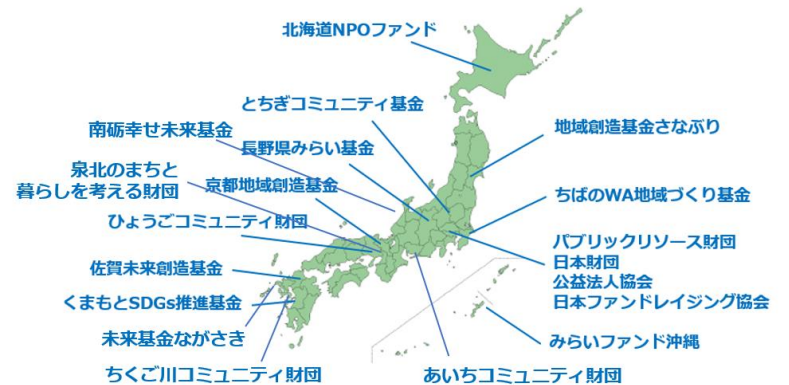 北海道NPOファンド
とちぎコミュニティ基金
南砺幸せ未来基金
長野県みらい基金
地域創造基金さなぶり
泉北のまちと
暮らしを考える財団
京都地域創造基金
ちばのWA地域づくり基金
ひょうごコミュニティ財団
パブリックリソース財団
日本財団
公益法人協会
日本ファンドレイジング協会
佐賀未来創造基金
くまもとSDGs推進基金
未来基金ながさき
みらいファンド沖縄
ちくご川コミュニティ財団
あいちコミュニティ財団